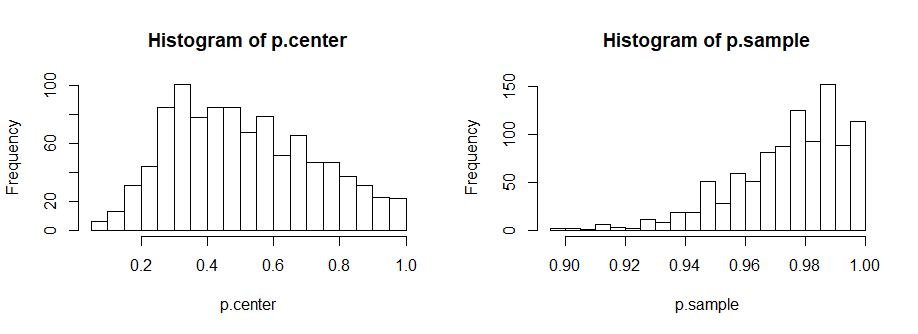 Histogram of p.center
Frequency
0 20 60 100
0.2 0.4 0.6 0.8 1.0
p.center
Histogram of p.sample
Frequency
0 50 100 150
0.90 0.92 0.94 0.96 0.98 1.00
p.sample